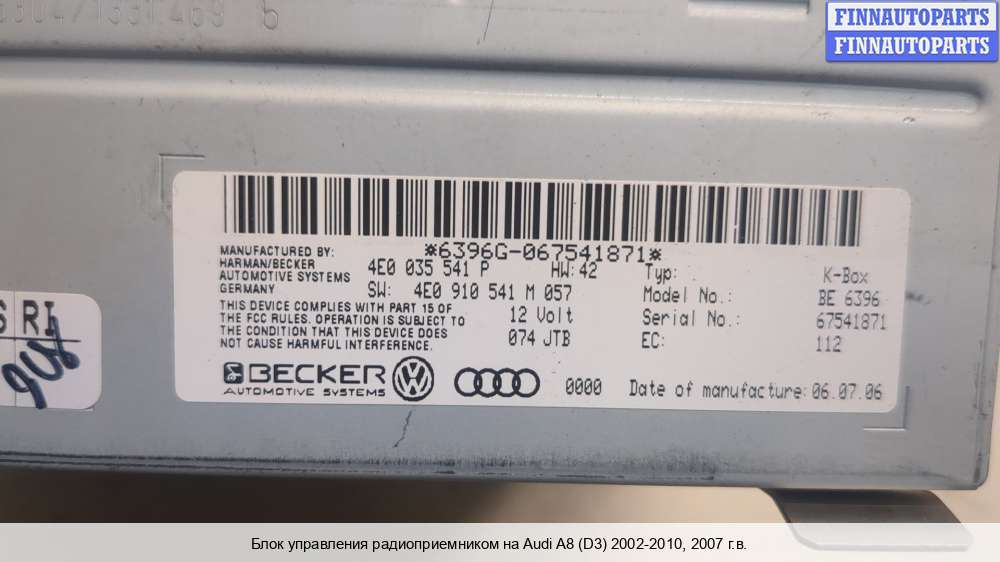 FINNAUTOPARTS
FINNAUTOPARTS
*6396G-067541871*
MANUFACTURED BY:
HARMAN/BECKER
AUTOMOTIVE SYSTEMS
GERMANY
4E0 035 541 P HW: 42
SW: 4E0 910 541 M 057
THIS DEVICE COMPLIES WITH PART 15 OF
THE FCC RULES. OPERATION IS SUBJECT TO
THE CONDITION THAT THIS DEVICE DOES
NOT CAUSE HARMFUL INTERFERENCE.
12 Volt
074 JTB
Typ: K-Box
Model No.: BE 6396
Serial No.: 67541871
EC: 112
BECKER
AUTOMOTIVE SYSTEMS
0000 Date of manufacture: 06.07.06
S RI
Блок управления радиоприемником на Audi A8 (D3) 2002-2010, 2007 г.в.